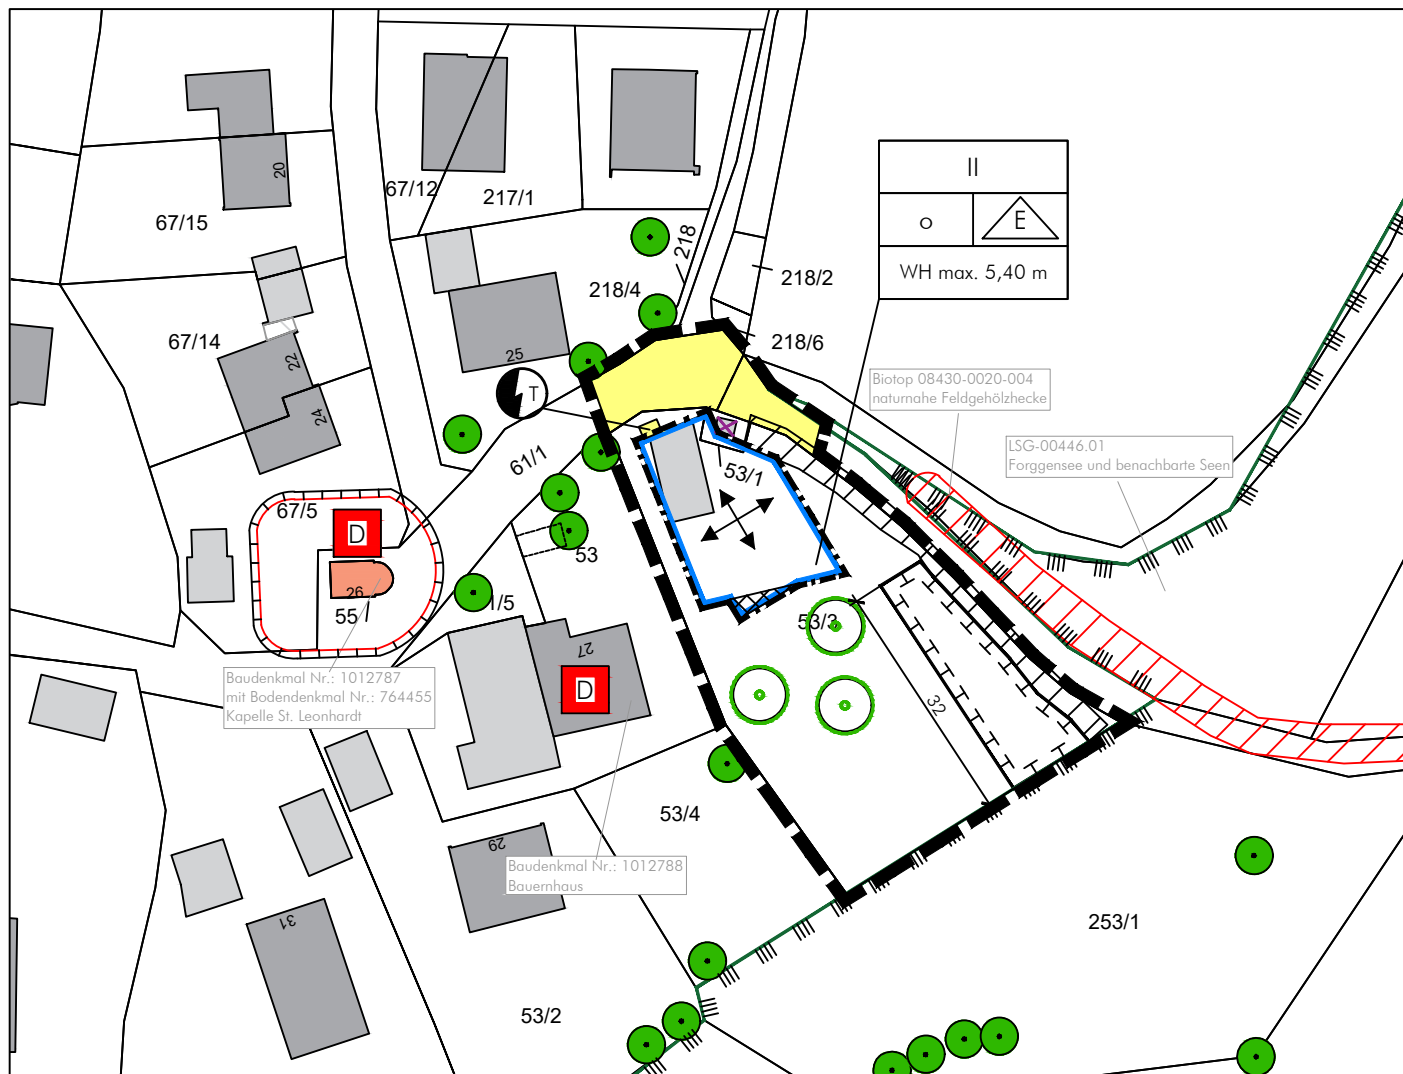 II
o
E
WH max. 5,40 m
20
67/12
217/1
67/15
218
218/4
218/2
67/14
218/6
22
25
T
24
Biotop 08430-0020-004
naturnahe Feldgehölzhecke
LSG-00446.01
Forggensee und benachbarte Seen
61/1
53/1
67/5
D
53
26
55
1/5
53/3
27
D
Baudenkmal Nr.: 1012787
mit Bodendenkmal Nr.: 764455
Kapelle St. Leonhardt
32
53/4
29
Baudenkmal Nr.: 1012788
Bauernhaus
31
253/1
53/2